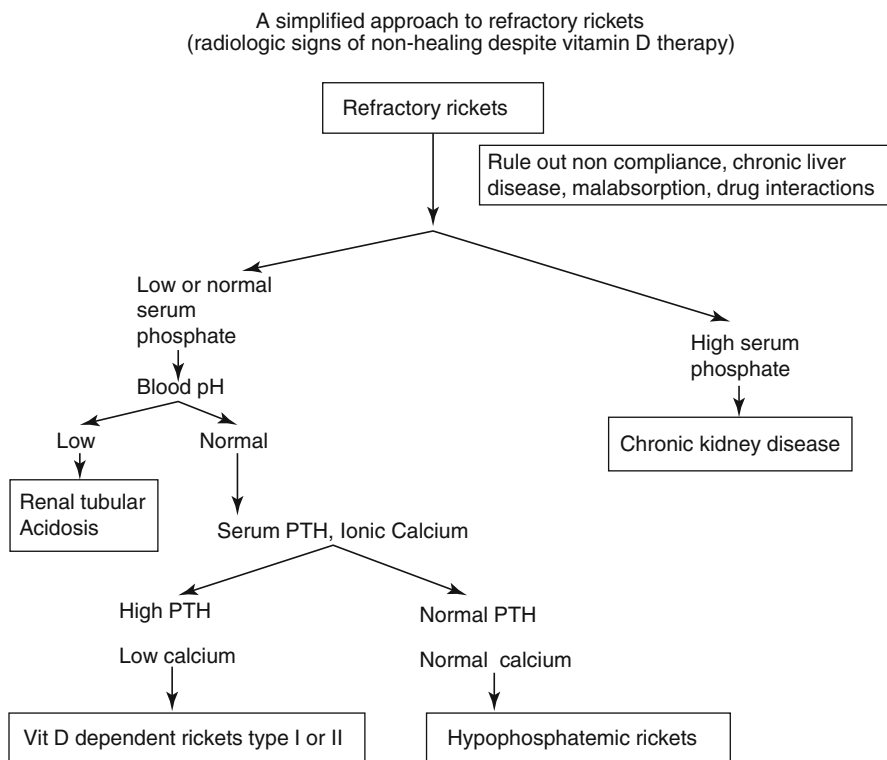 A simplified approach to refractory rickets
(radiologic signs of non-healing despite vitamin D therapy)
Refractory rickets
Rule out non compliance, chronic liver
disease, malabsorption, drug interactions
Low or normal
serum
phosphate
High serum
phosphate
Blood pH
Low
Normal
Chronic kidney disease
Renal tubular
Acidosis
Serum PTH, Ionic Calcium
High PTH
Low calcium
Normal PTH
Normal calcium
Vit D dependent rickets type I or II
Hypophosphatemic rickets